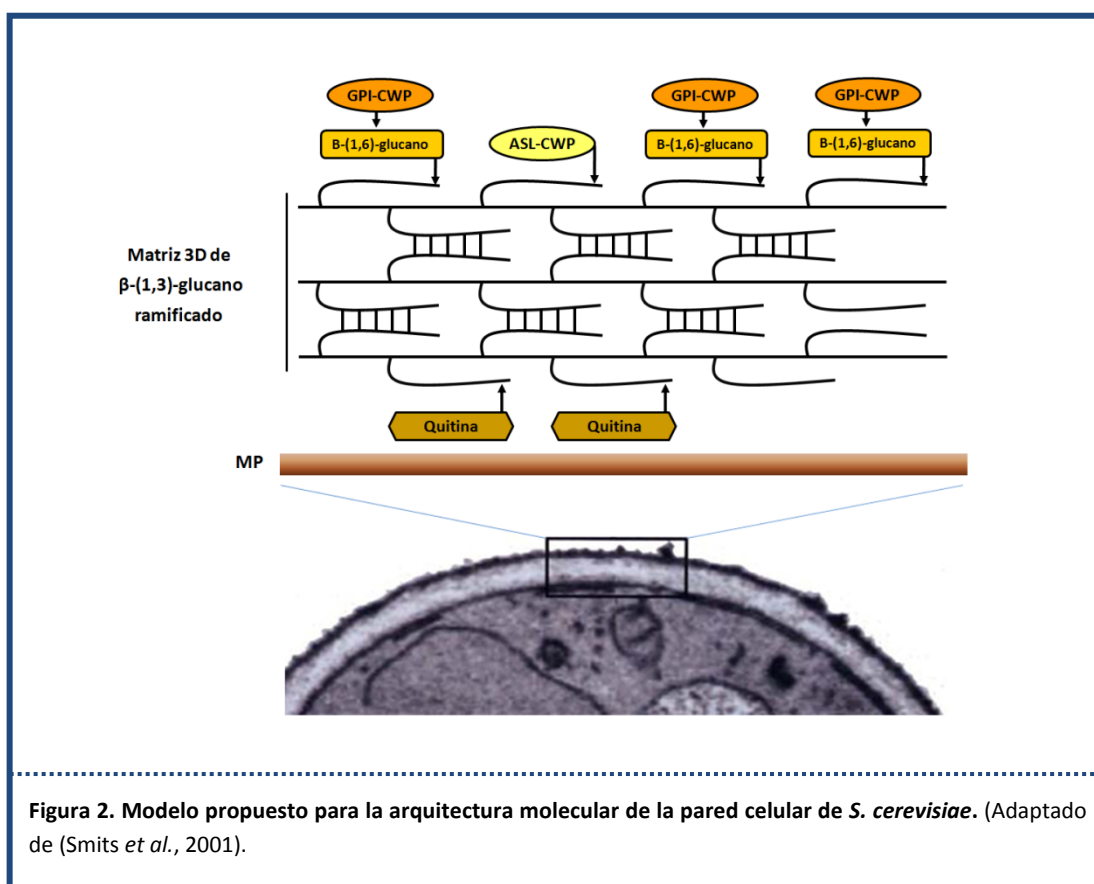 GPI-CWP GPI-CWP GPI-CWP
B-(1,6)-glucano ASL-CWP B-(1,6)-glucano B-(1,6)-glucano
Matriz 3D de
β-(1,3)-glucano
ramificado
Quitina Quitina
MP
Figura 2. Modelo propuesto para la arquitectura molecular de la pared celular de S. cerevisiae. (Adaptado
de (Smits et al., 2001).